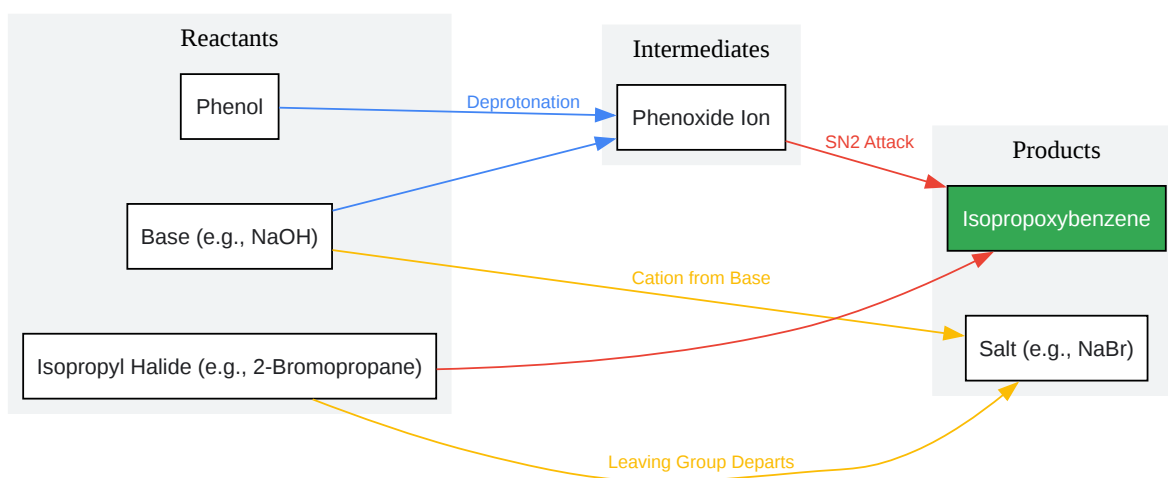 Reactants
Phenol
Base (e.g., NaOH)
Isopropyl Halide (e.g., 2-Bromopropane)
Deprotonation
Intermediates
Phenoxide Ion
SN2 Attack
Cation from Base
Leaving Group Departs
Products
Isopropoxybenzene
Salt (e.g., NaBr)